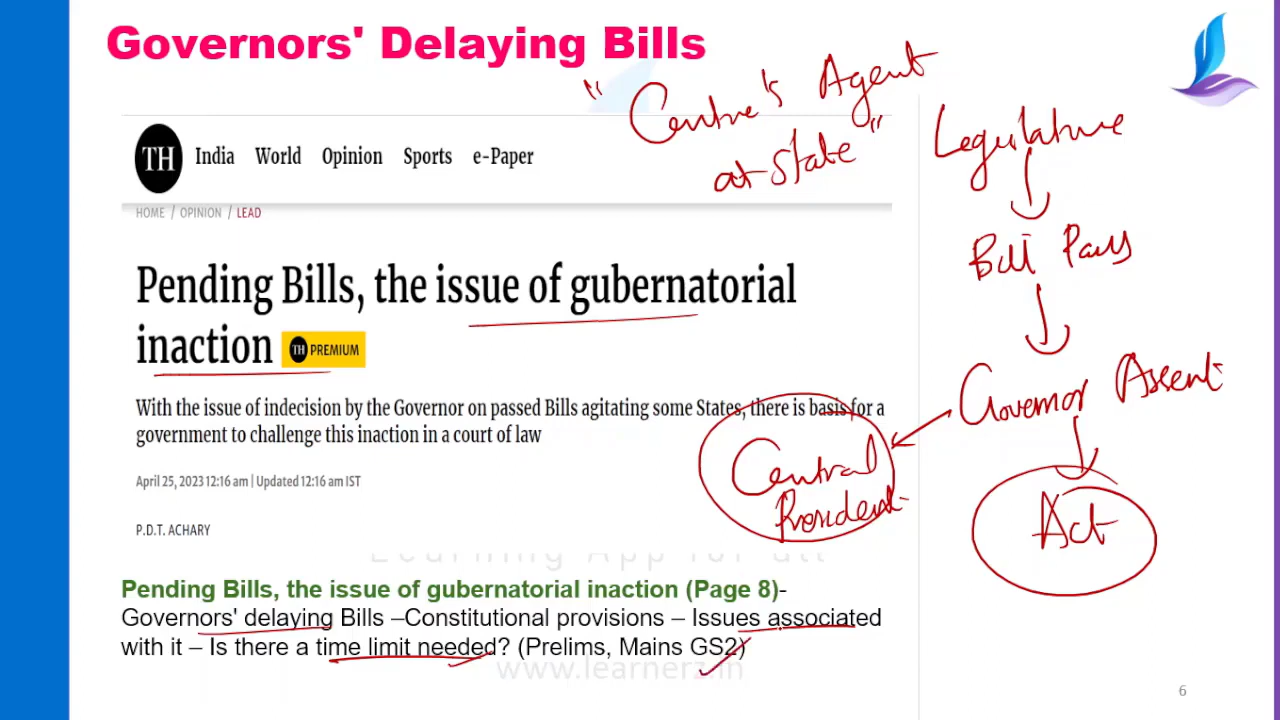 Governors' Delaying Bills
"Centre's Agent
at State"
TH India World Opinion Sports e-Paper
HOME / OPINION / LEAD
Pending Bills, the issue of gubernatorial
inaction TH PREMIUM
With the issue of indecision by the Governor on passed Bills agitating some States, there is basis for a
government to challenge this inaction in a court of law
April 25, 2023 12:16 am | Updated 12:16 am IST
P.D.T. ACHARY
Learning App for all
Pending Bills, the issue of gubernatorial inaction (Page 8)-
Governors' delaying Bills –Constitutional provisions – Issues associated
with it – Is there a time limit needed? (Prelims, Mains GS2)
www.learnerz.in
Legislature
Bill Pass
Governor Assent
Central
President
Act
6